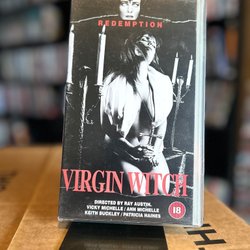 REDEMPTION
VIRGIN WITCH
DIRECTED BY RAY AUSTIN.
VICKY MICHELLE / ANN MICHELLE
KEITH BUCKLEY / PATRICIA HAINES
18